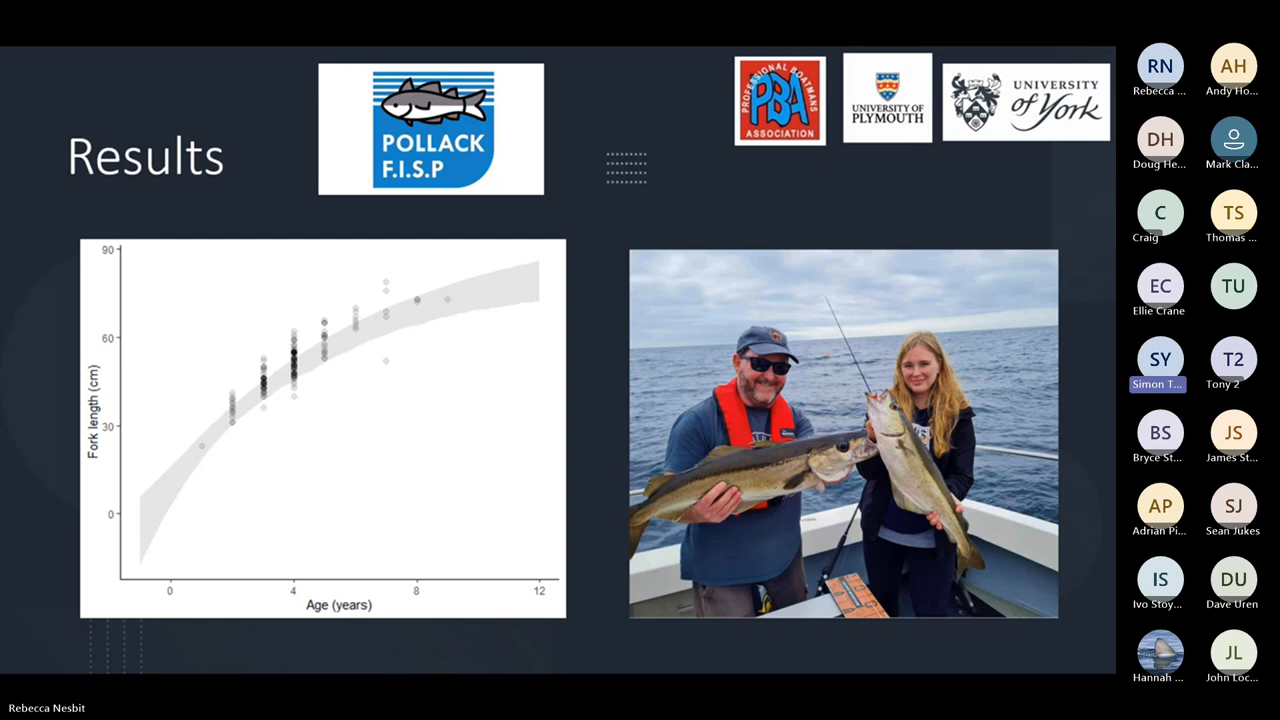 Results
POLLACK
F.I.S.P
PROFESSIONAL BOATMANS
PBA
ASSOCIATION
UNIVERSITY OF
PLYMOUTH
UNIVERSITY
of York
90
60
30
0
Fork length (cm)
0 4 8 12
Age (years)
RN AH
Rebecca ... Andy Ho...
DH
Doug He... Mark Cla...
C TS
Craig Thomas ...
EC TU
Ellie Crane
SY T2
Simon T... Tony 2
BS JS
Bryce St... James St...
AP SJ
Adrian Pi... Sean Jukes
IS DU
Ivo Stoy... Dave Uren
JL
Hannah ... John Loc...
Rebecca Nesbit